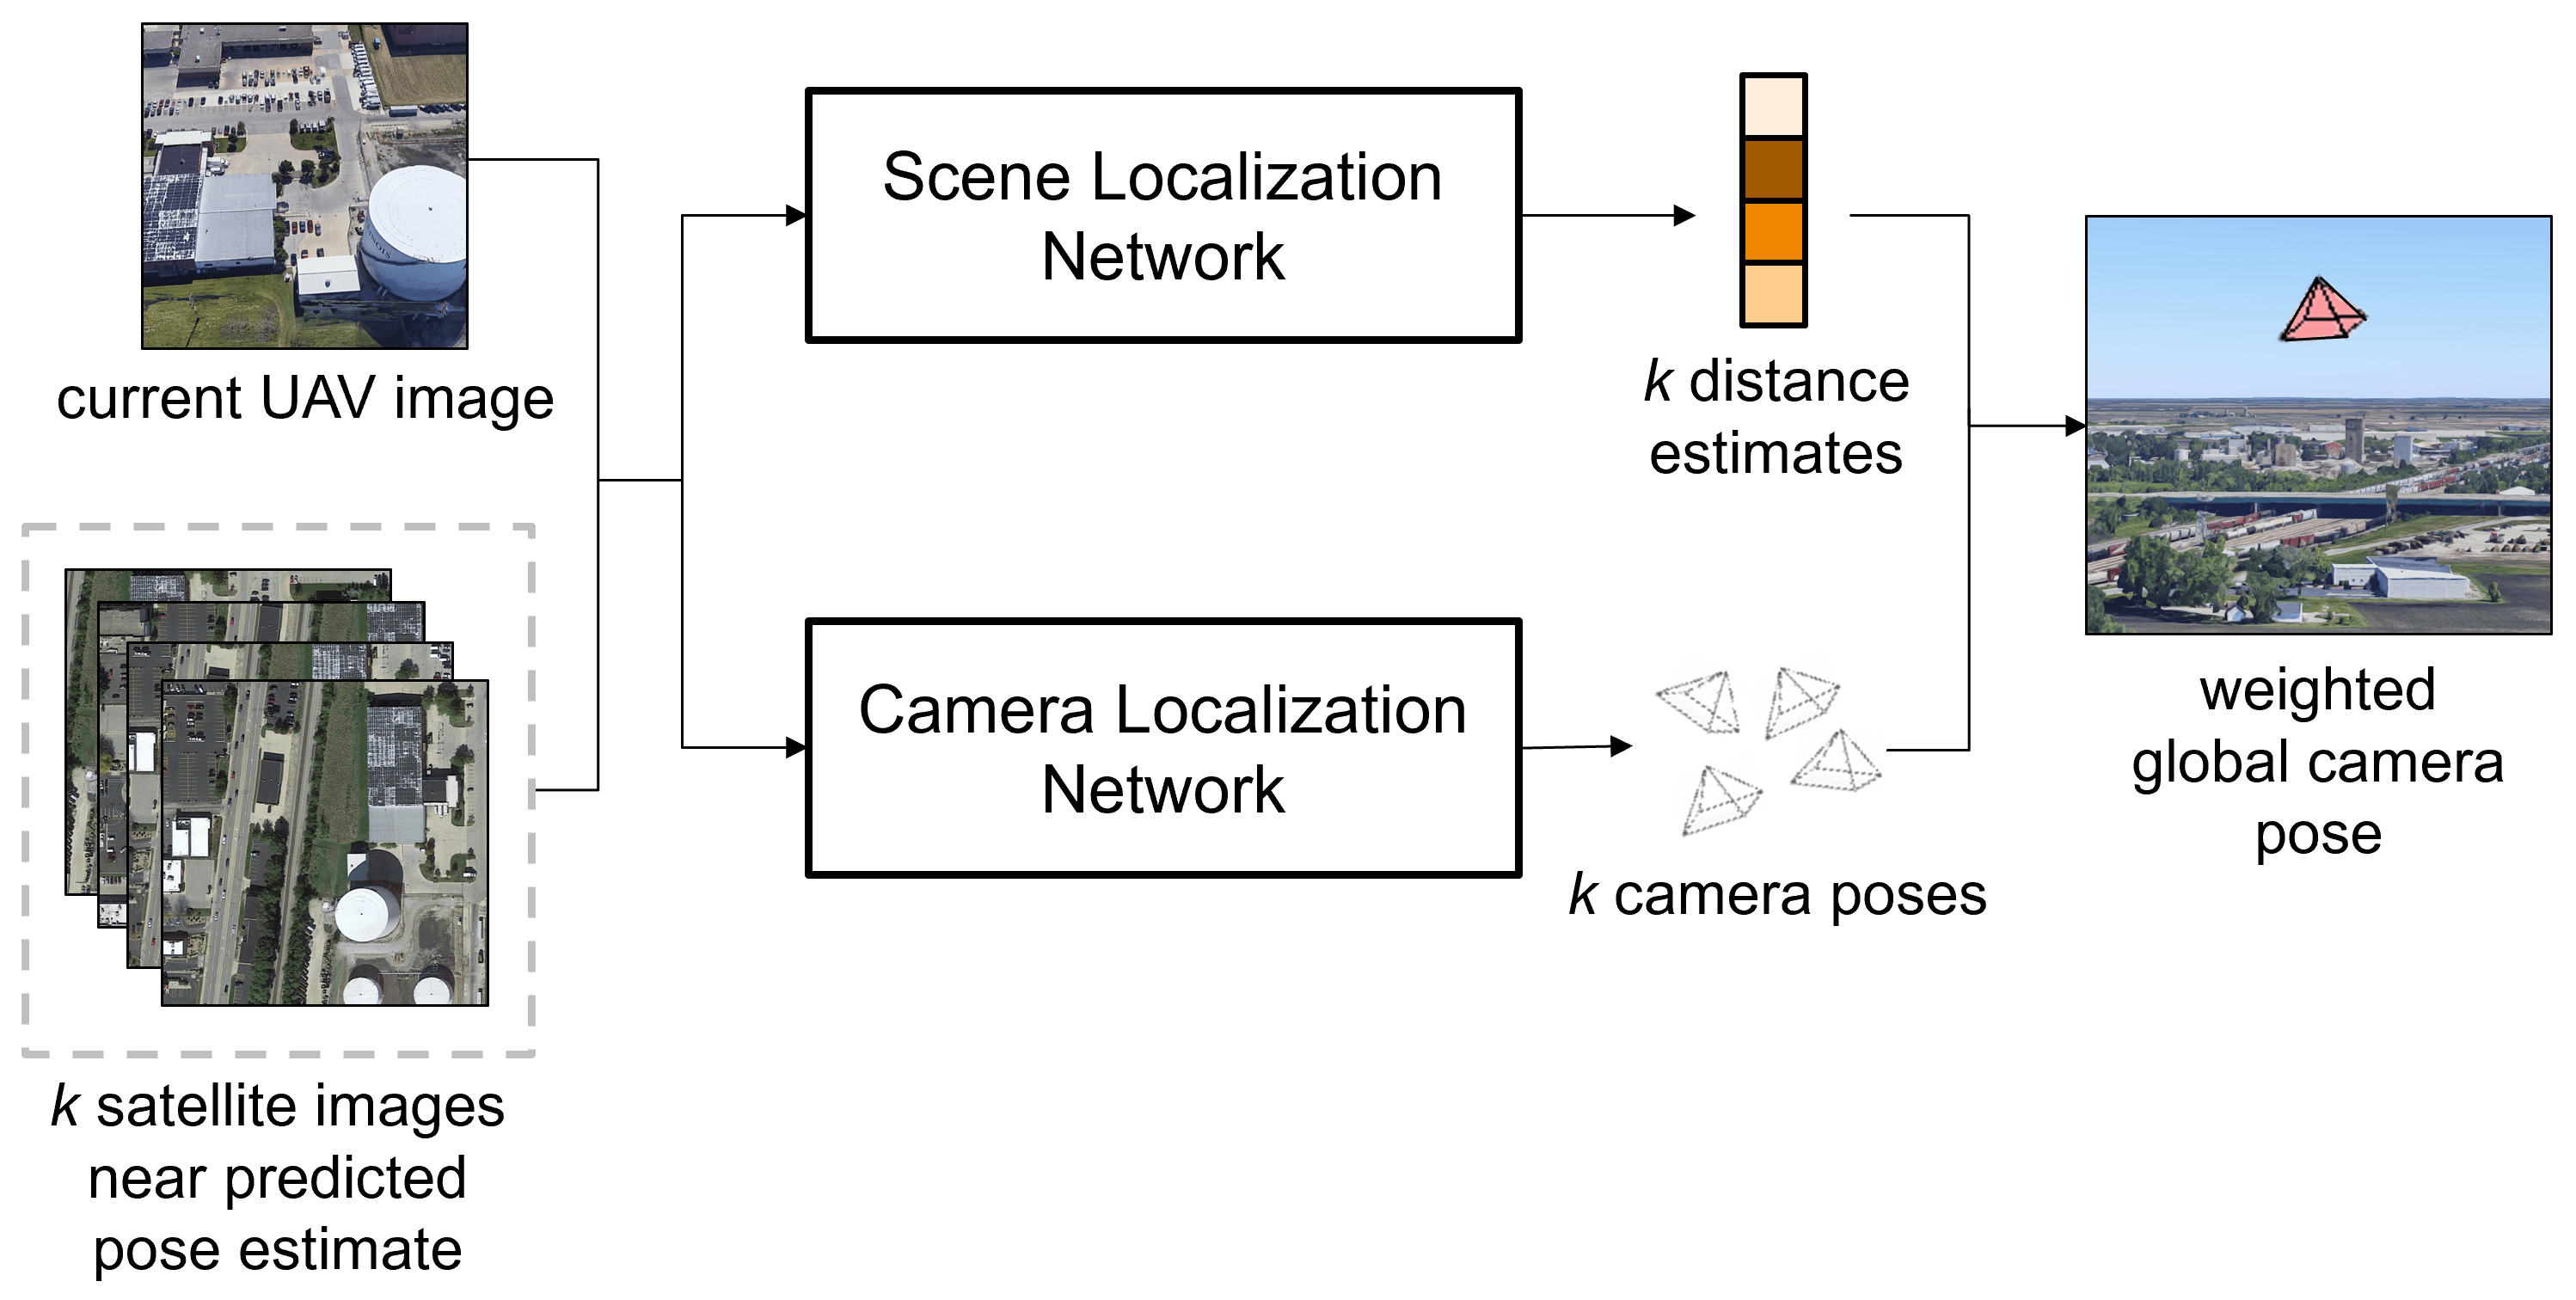 current UAV image
k satellite images
near predicted
pose estimate
Scene Localization
Network
Camera Localization
Network
k distance
estimates
k camera poses
weighted
global camera
pose